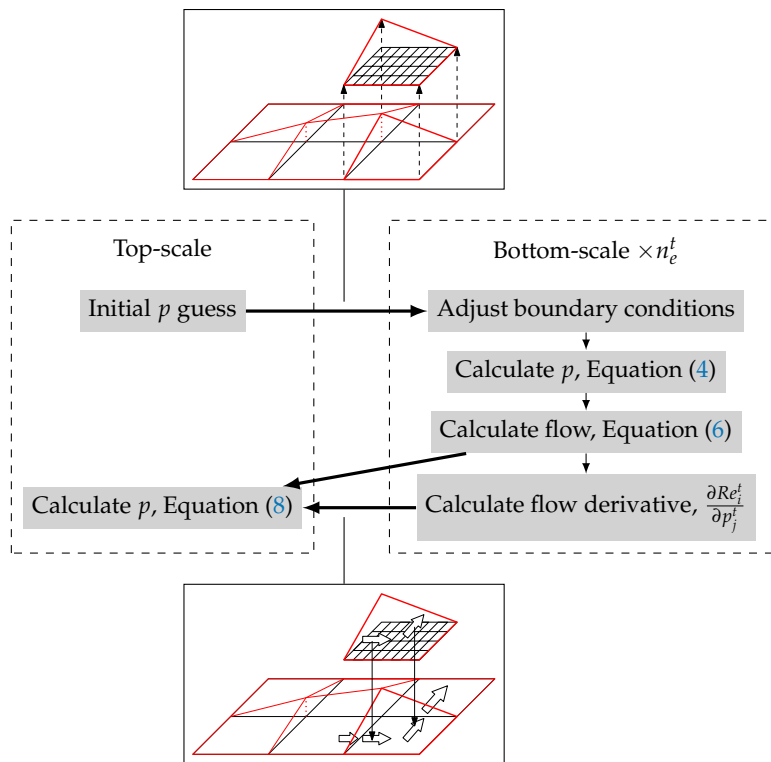 Top-scale
Bottom-scale ×n_e^t
Initial p guess
Adjust boundary conditions
Calculate p, Equation (4)
Calculate flow, Equation (6)
Calculate p, Equation (8)
Calculate flow derivative, ∂Re_i^t/∂p_j^t